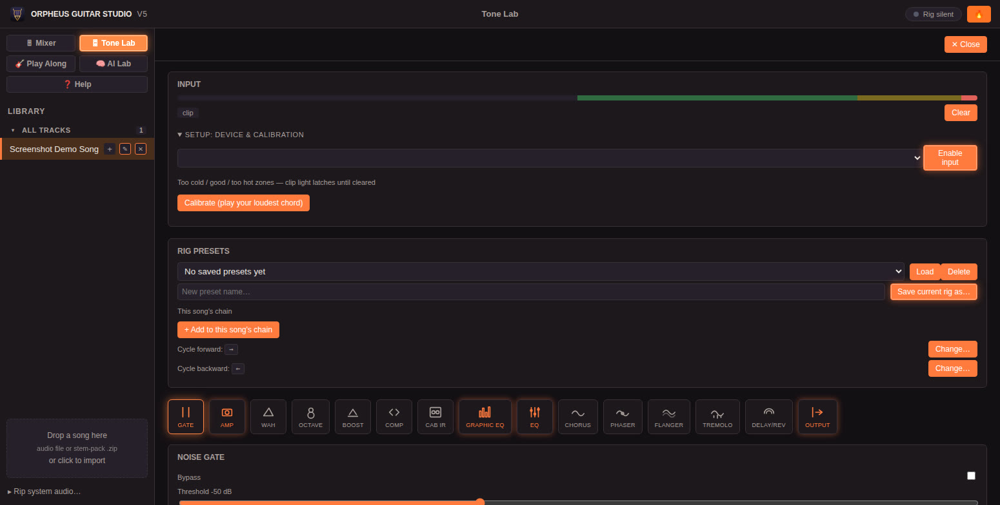 ORPHEUS GUITAR STUDIO V5
Tone Lab
Rig silent
Mixer
Tone Lab
Play Along
AI Lab
Help
LIBRARY
ALL TRACKS 1
Screenshot Demo Song
Drop a song here
audio file or stem-pack .zip
or click to import
▸ Rip system audio…
✕ Close
INPUT
clip
Clear
▼ SETUP: DEVICE & CALIBRATION
Enable
input
Too cold / good / too hot zones — clip light latches until cleared
Calibrate (play your loudest chord)
RIG PRESETS
No saved presets yet
Load
Delete
New preset name…
Save current rig as…
This song's chain
+ Add to this song's chain
Cycle forward: →
Change…
Cycle backward: ←
Change…
GATE
AMP
WAH
OCTAVE
BOOST
COMP
CAB IR
GRAPHIC EQ
EQ
CHORUS
PHASER
FLANGER
TREMOLO
DELAY/REV
OUTPUT
NOISE GATE
Bypass
Threshold -50 dB